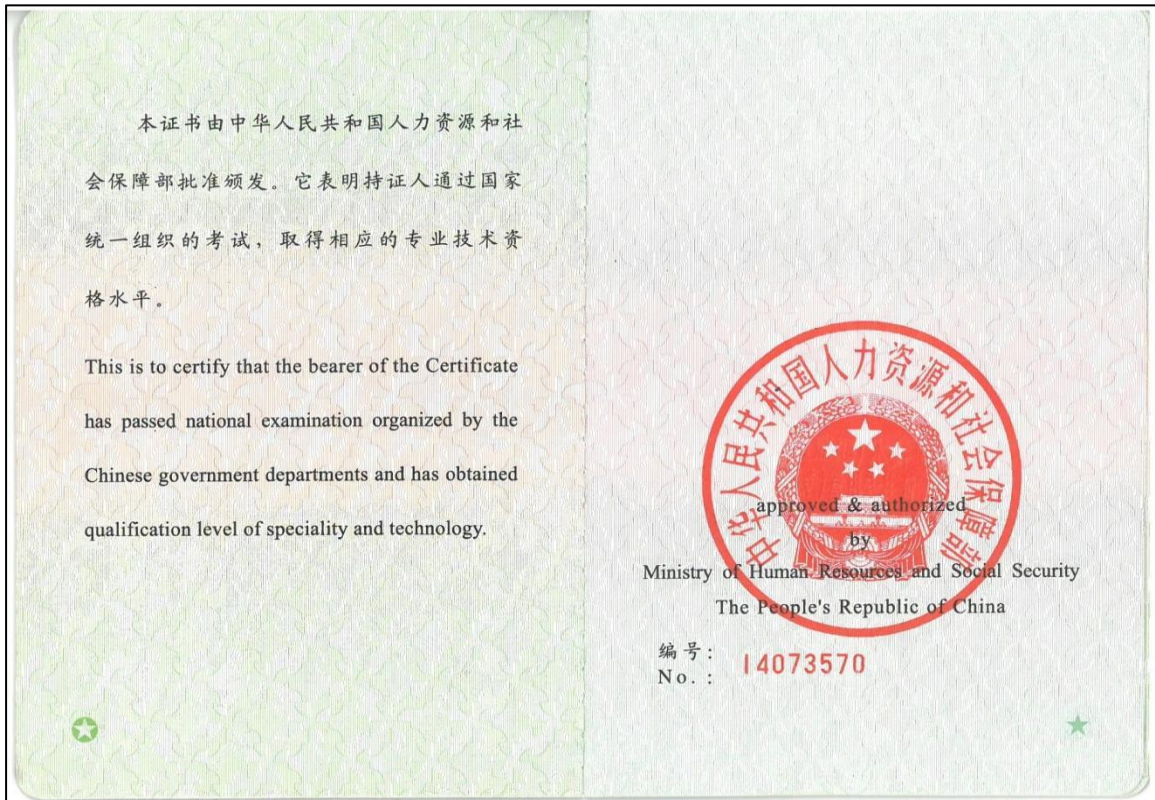 本证书由中华人民共和国人力资源和社
会保障部批准颁发。它表明持证人通过国家
统一组织的考试，取得相应的专业技术资
格水平。
This is to certify that the bearer of the Certificate
has passed national examination organized by the
Chinese government departments and has obtained
qualification level of speciality and technology.
中华人民共和国人力资源和社会保障部
approved & authorized
by
Ministry of Human Resources and Social Security
The People's Republic of China
编号：
No. :
14073570